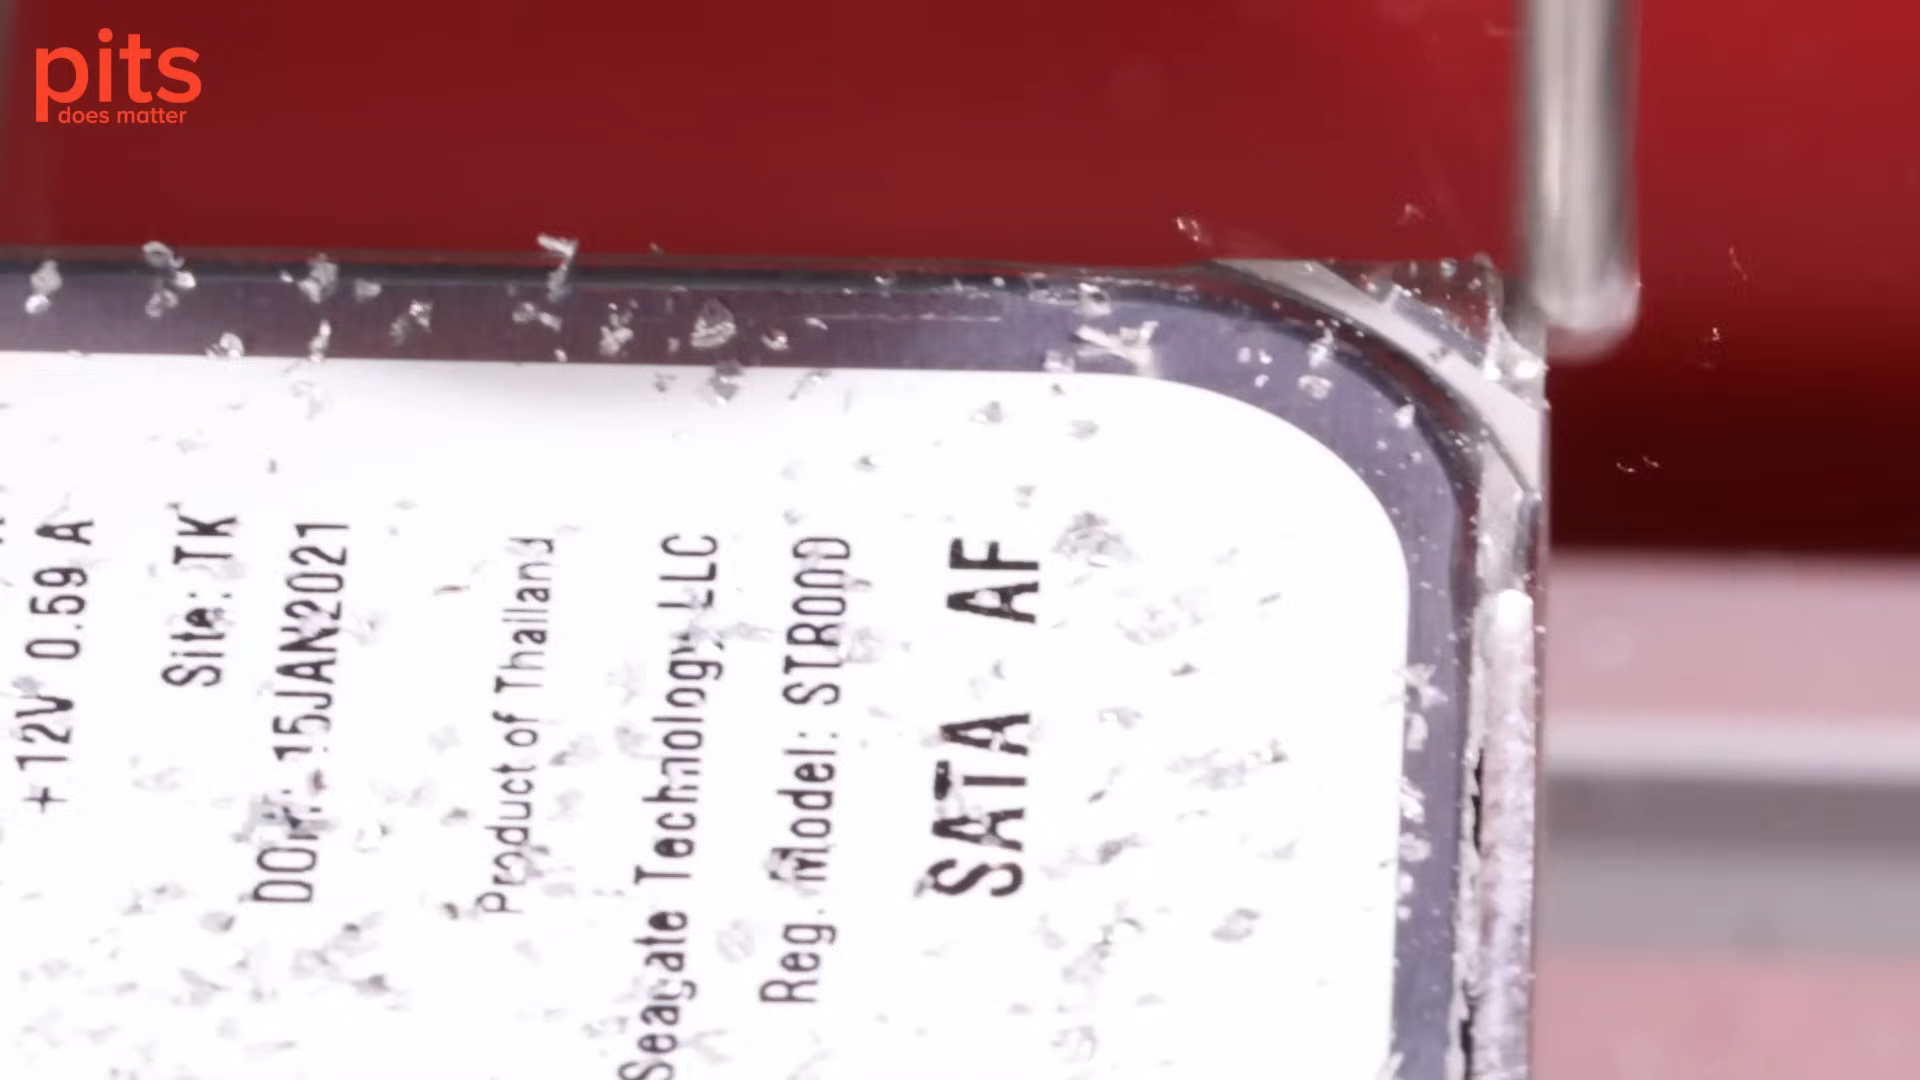 pits
does matter
SATA AF
Reg. Model: STR00D
Seagate Technology LLC
Product of Thailand
DOM: 15JAN2021
Site: TK
+12V 0.59 A